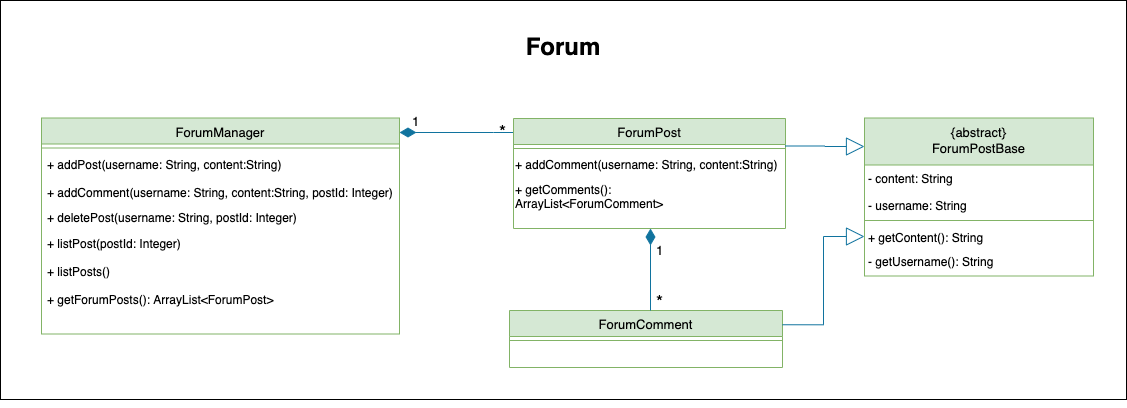 Forum
ForumManager
+ addPost(username: String, content:String)
+ addComment(username: String, content:String, postId: Integer)
+ deletePost(username: String, postId: Integer)
+ listPost(postId: Integer)
+ listPosts()
+ getForumPosts(): ArrayList<ForumPost>
1
*
ForumPost
+ addComment(username: String, content:String)
+ getComments():
ArrayList<ForumComment>
1
*
ForumComment
{abstract}
ForumPostBase
- content: String
- username: String
+ getContent(): String
- getUsername(): String